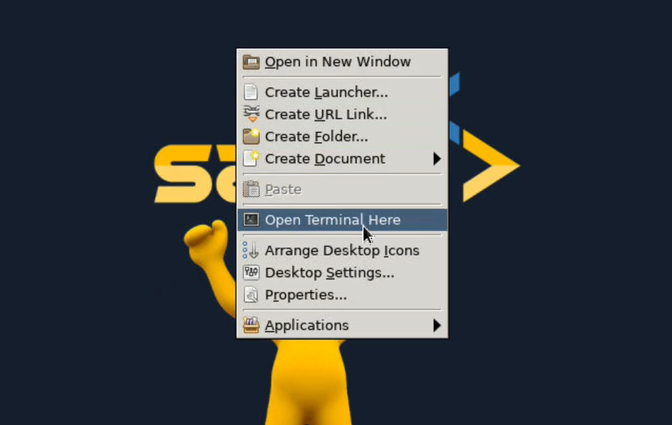 Open in New Window
Create Launcher...
Create URL Link...
Create Folder...
Create Document
Paste
Open Terminal Here
Arrange Desktop Icons
Desktop Settings...
Properties...
Applications